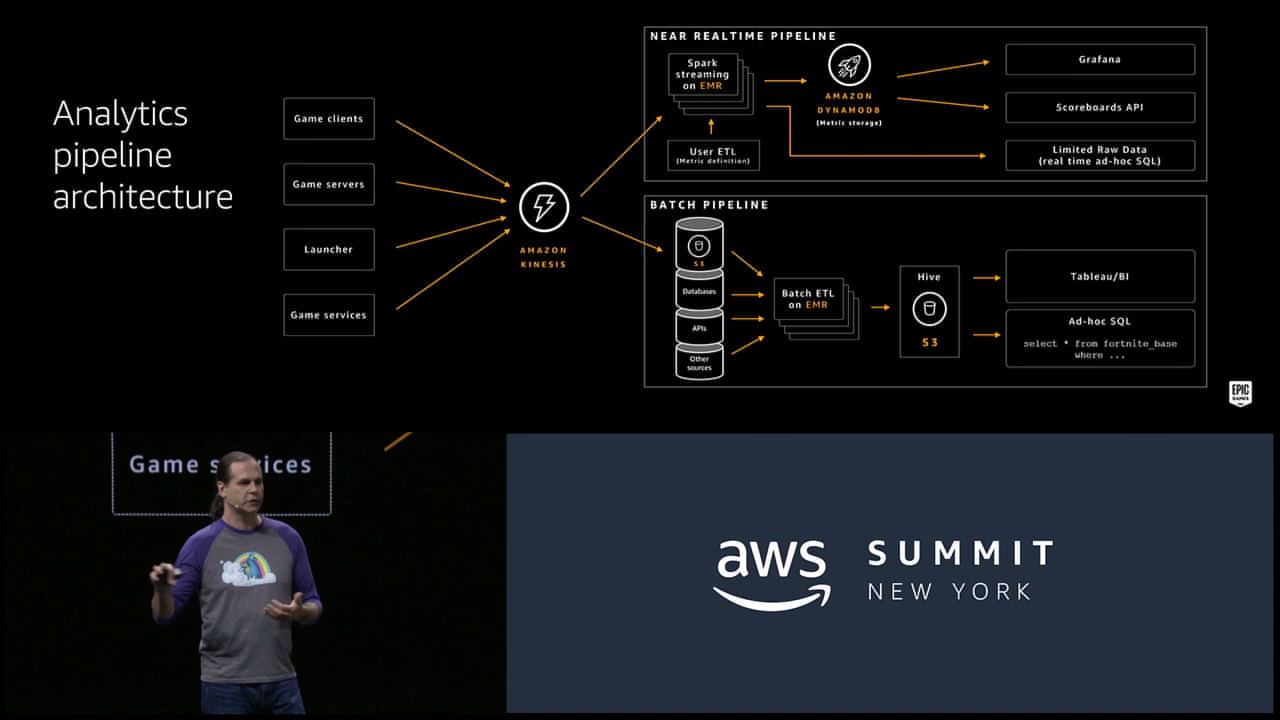 Analytics
pipeline
architecture
Game clients
Game servers
Launcher
Game services
AMAZON
KINESIS
NEAR REALTIME PIPELINE
Spark
streaming
on EMR
User ETL
(Metric definition)
AMAZON
DYNAMODB
(Metric storage)
Grafana
Scoreboards API
Limited Raw Data
(real time ad-hoc SQL)
BATCH PIPELINE
S3
Databases
APIs
Other
sources
Batch ETL
on EMR
Hive
S3
Tableau/BI
Ad-hoc SQL
select * from fortnite_base
where ...
EPIC
GAMES
Game s ices
aws SUMMIT
NEW YORK